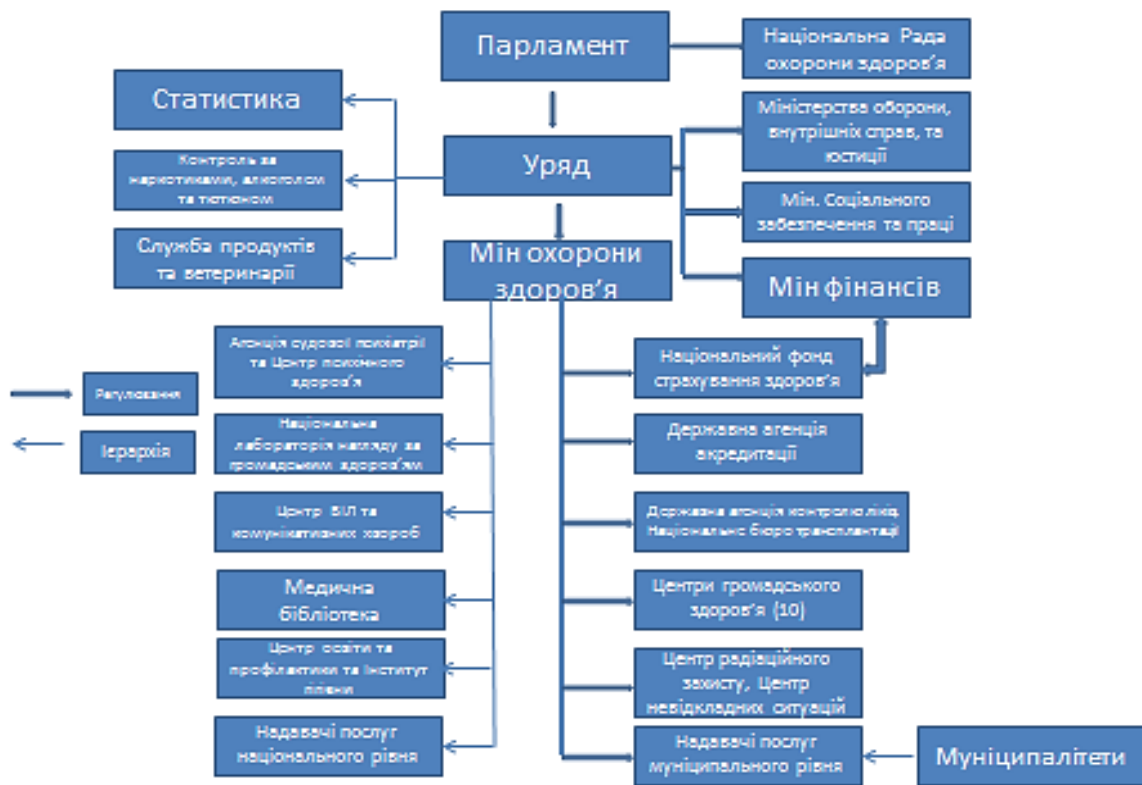 Парламент
Національна Рада
охорони здоров’я
Статистика
Міністерства оборони,
внутрішніх справ, та
юстиції
Контроль за
наркотиками, алкоголем
та тютюном
Уряд
Мін. Соціального
забезпечення та праці
Служба продуктів
та ветеринарії
Мін охорони
здоров’я
Мін фінансів
Агенція судової психіатрії
та Центр психічного
здоров’я
Національний фонд
страхування здоров’я
Регулювання
Ієрархія
Національна
лабораторія нагляду за
громадським здоров’ям
Державна агенція
акредитації
Центр ВІЛ та
комунікативних хвороб
Державна агенція контролю ліків,
Національне бюро трансплантації
Медична
бібліотека
Центри громадського
здоров’я (10)
Центр освіти та
профілактики та Інститут
гігієни
Центр радіаційного
захисту, Центр
невідкладних ситуацій
Надавачі послуг
національного рівня
Надавачі послуг
муніципального рівня
Муніципалітети